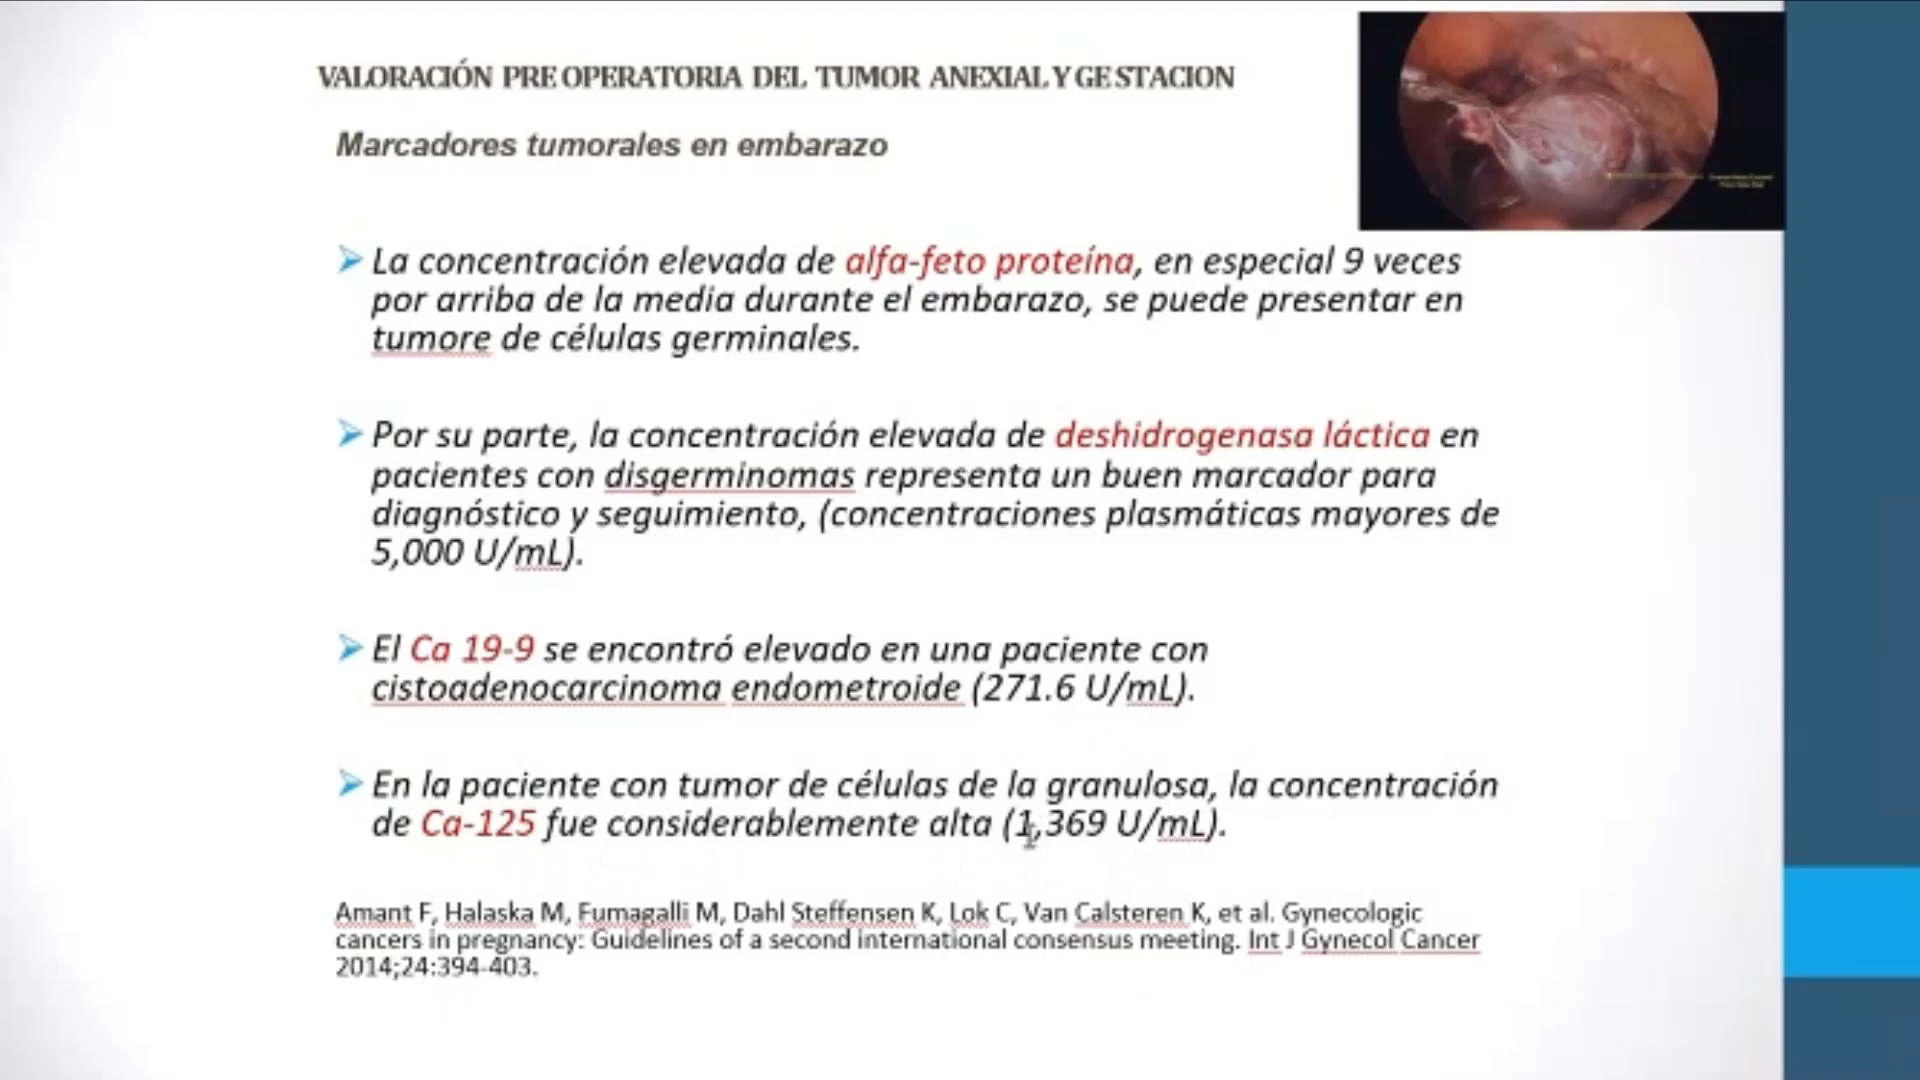 VALORACIÓN PRE OPERATORIA DEL TUMOR ANEXIAL Y GE STACION
Marcadores tumorales en embarazo
La concentración elevada de alfa-feto proteína, en especial 9 veces
por arriba de la media durante el embarazo, se puede presentar en
tumore de células germinales.
Por su parte, la concentración elevada de deshidrogenasa láctica en
pacientes con disgerminomas representa un buen marcador para
diagnóstico y seguimiento, (concentraciones plasmáticas mayores de
5,000 U/mL).
El Ca 19-9 se encontró elevado en una paciente con
cistoadenocarcinoma endometroide (271.6 U/mL).
En la paciente con tumor de células de la granulosa, la concentración
de Ca-125 fue considerablemente alta (1,369 U/mL).
Amant F, Halaska M, Fumagalli M, Dahl Steffensen K, Lok C, Van Calsteren K, et al. Gynecologic
cancers in pregnancy: Guidelines of a second international consensus meeting. Int J Gynecol Cancer
2014;24:394-403.